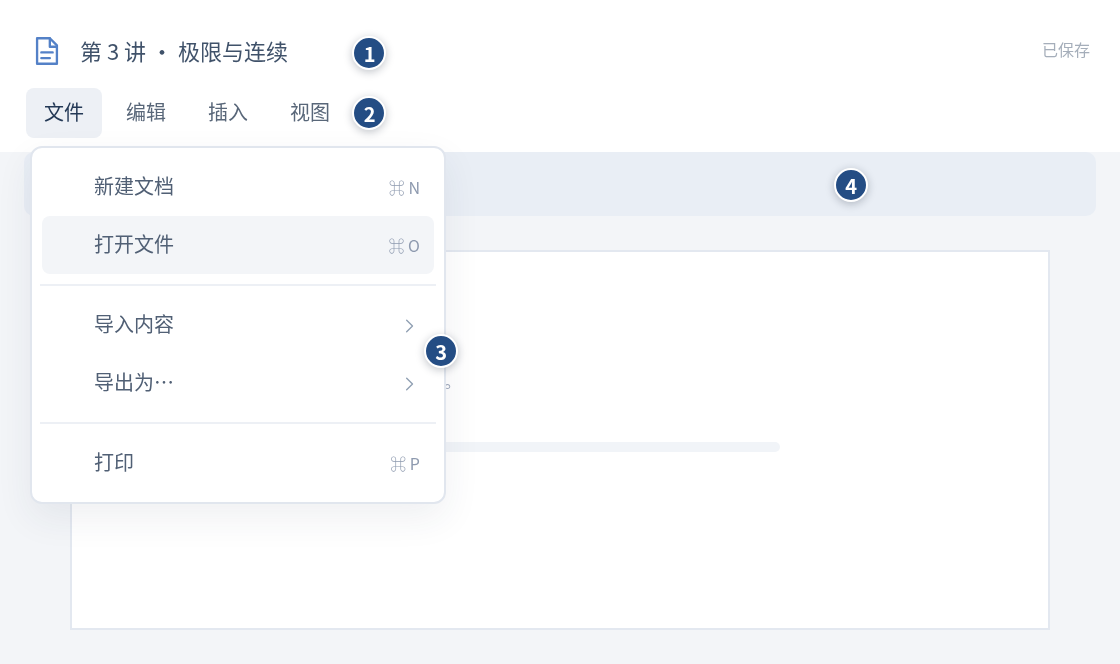 第 3 讲 · 极限与连续 1 已保存
文件 编辑 插入 视图 2
新建文档 ⌘ N
4
打开文件 ⌘ O
导入内容
3
导出为…
。
打印 ⌘ P